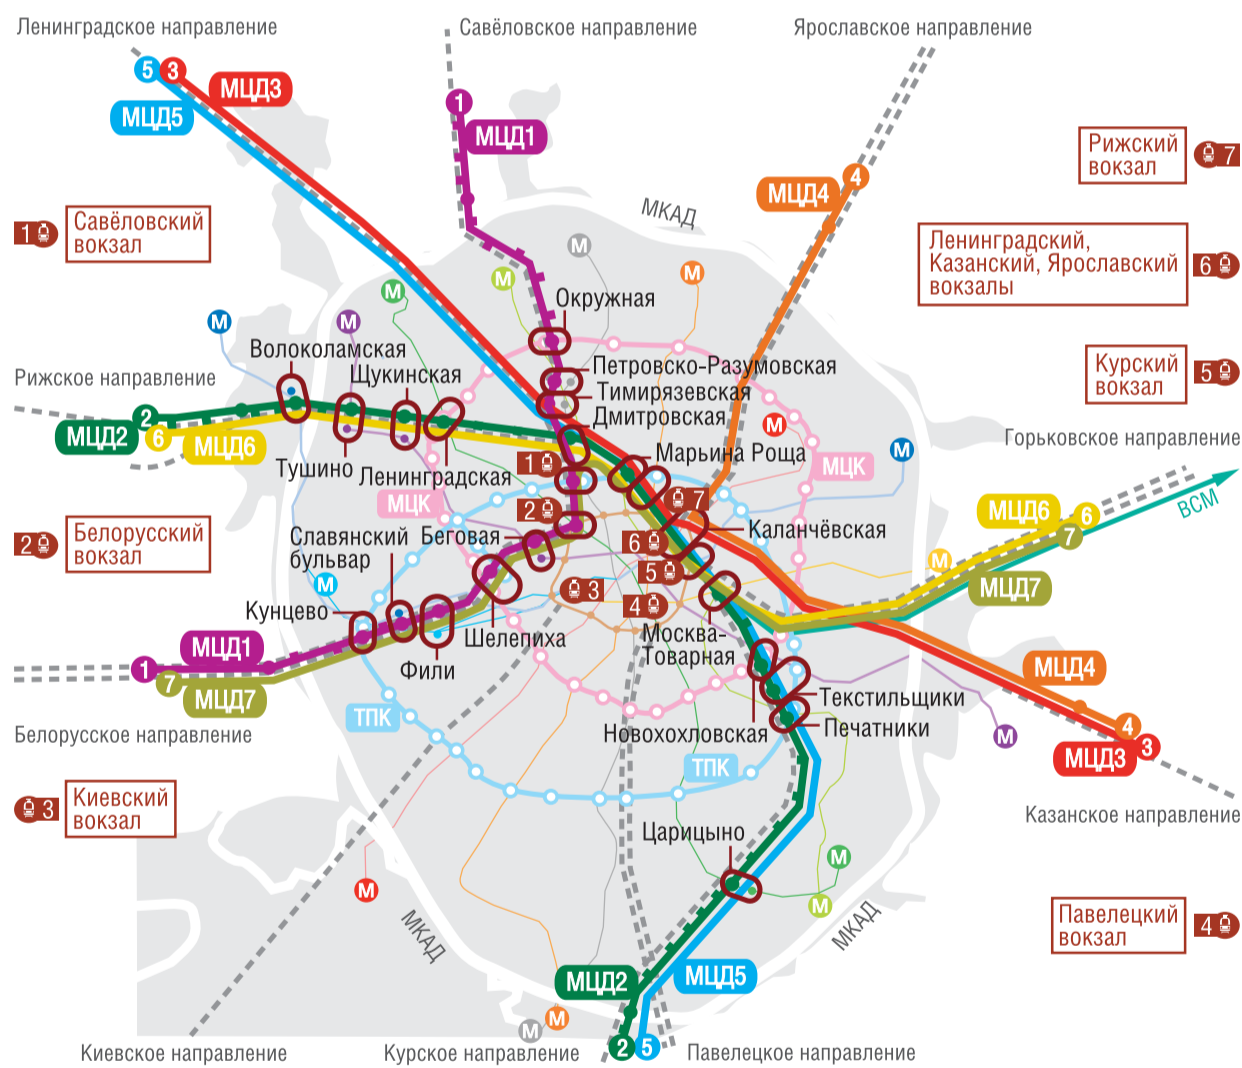 Ленинградское направление
Савёловское направление
Ярославское направление
5
3
МЦД3
МЦД5
1
МЦД1
Рижский
вокзал
7
МЦД4
4
МКАД
1
Савёловский
вокзал
Ленинградский,
Казанский, Ярославский
вокзалы
6
М
М
М
М
Окружная
М
М
Волоколамская
Щукинская
Петровско-Разумовская
Тимирязевская
Дмитровская
Курский
вокзал
5
Рижское направление
2
МЦД2
6
МЦД6
Тушино
Ленинградская
1
Марьина Роща
М
М
МЦК
Горьковское направление
МЦК
2
7
ВСМ
МЦД6
6
7
МЦД7
2
Белорусский
вокзал
Славянский
бульвар
Беговая
Каланчёвская
6
5
М
М
3
4
Кунцево
Шелепиха
Фили
Москва-
Товарная
МЦД1
1
7
МЦД7
МЦД4
4
3
МЦД3
ТПК
Текстильщики
Печатники
Новохохловская
М
Белорусское направление
ТПК
3
Киевский
вокзал
Казанское направление
Царицыно
М
М
М
МКАД
МКАД
Павелецкий
вокзал
4
МЦД2
МЦД5
М
М
2
5
Киевское направление
Курское направление
Павелецкое направление